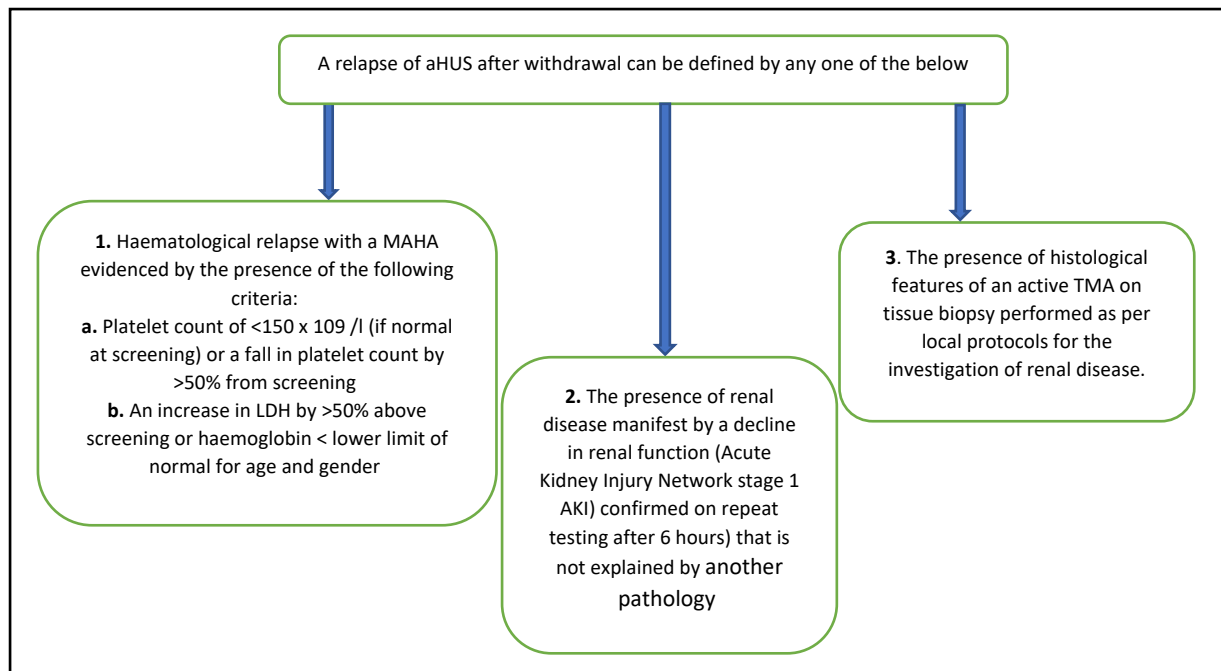 A relapse of aHUS after withdrawal can be defined by any one of the below
1. Haematological relapse with a MAHA
evidenced by the presence of the following
criteria:
a. Platelet count of <150 x 109 /l (if normal
at screening) or a fall in platelet count by
>50% from screening
b. An increase in LDH by >50% above
screening or haemoglobin < lower limit of
normal for age and gender
2. The presence of renal
disease manifest by a decline
in renal function (Acute
Kidney Injury Network stage 1
AKI) confirmed on repeat
testing after 6 hours) that is
not explained by another
pathology
3. The presence of histological
features of an active TMA on
tissue biopsy performed as per
local protocols for the
investigation of renal disease.